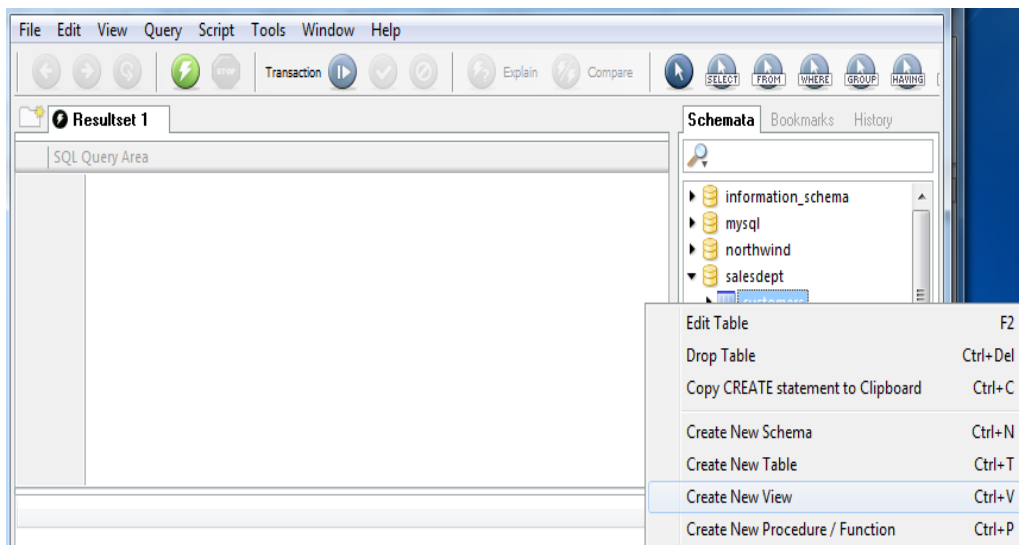 File Edit View Query Script Tools Window Help
STOP Transaction Explain Compare SELECT FROM WHERE GROUP HAVING
Resultset 1
Schemata Bookmarks History
SQL Query Area
information_schema
mysql
northwind
salesdept
customers
Edit Table F2
Drop Table Ctrl+Del
Copy CREATE statement to Clipboard Ctrl+C
Create New Schema Ctrl+N
Create New Table Ctrl+T
Create New View Ctrl+V
Create New Procedure / Function Ctrl+P